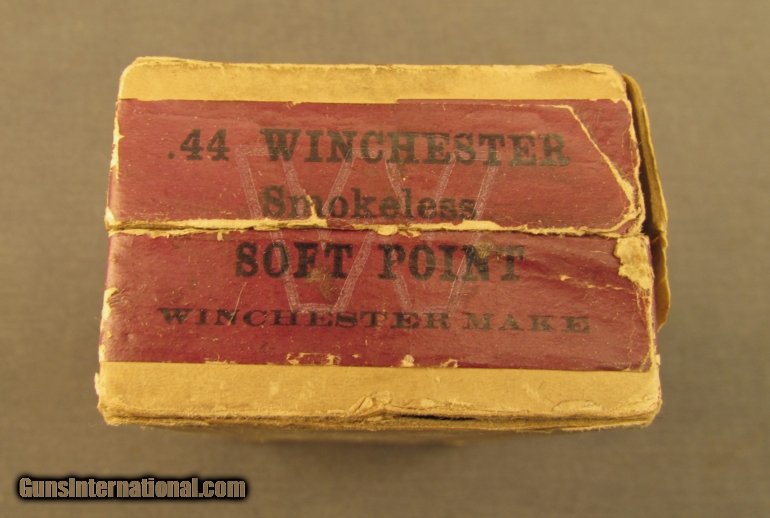 .44 WINCHESTER
Smokeless
SOFT POINT
WINCHESTER MAKE
GunsInternational.com